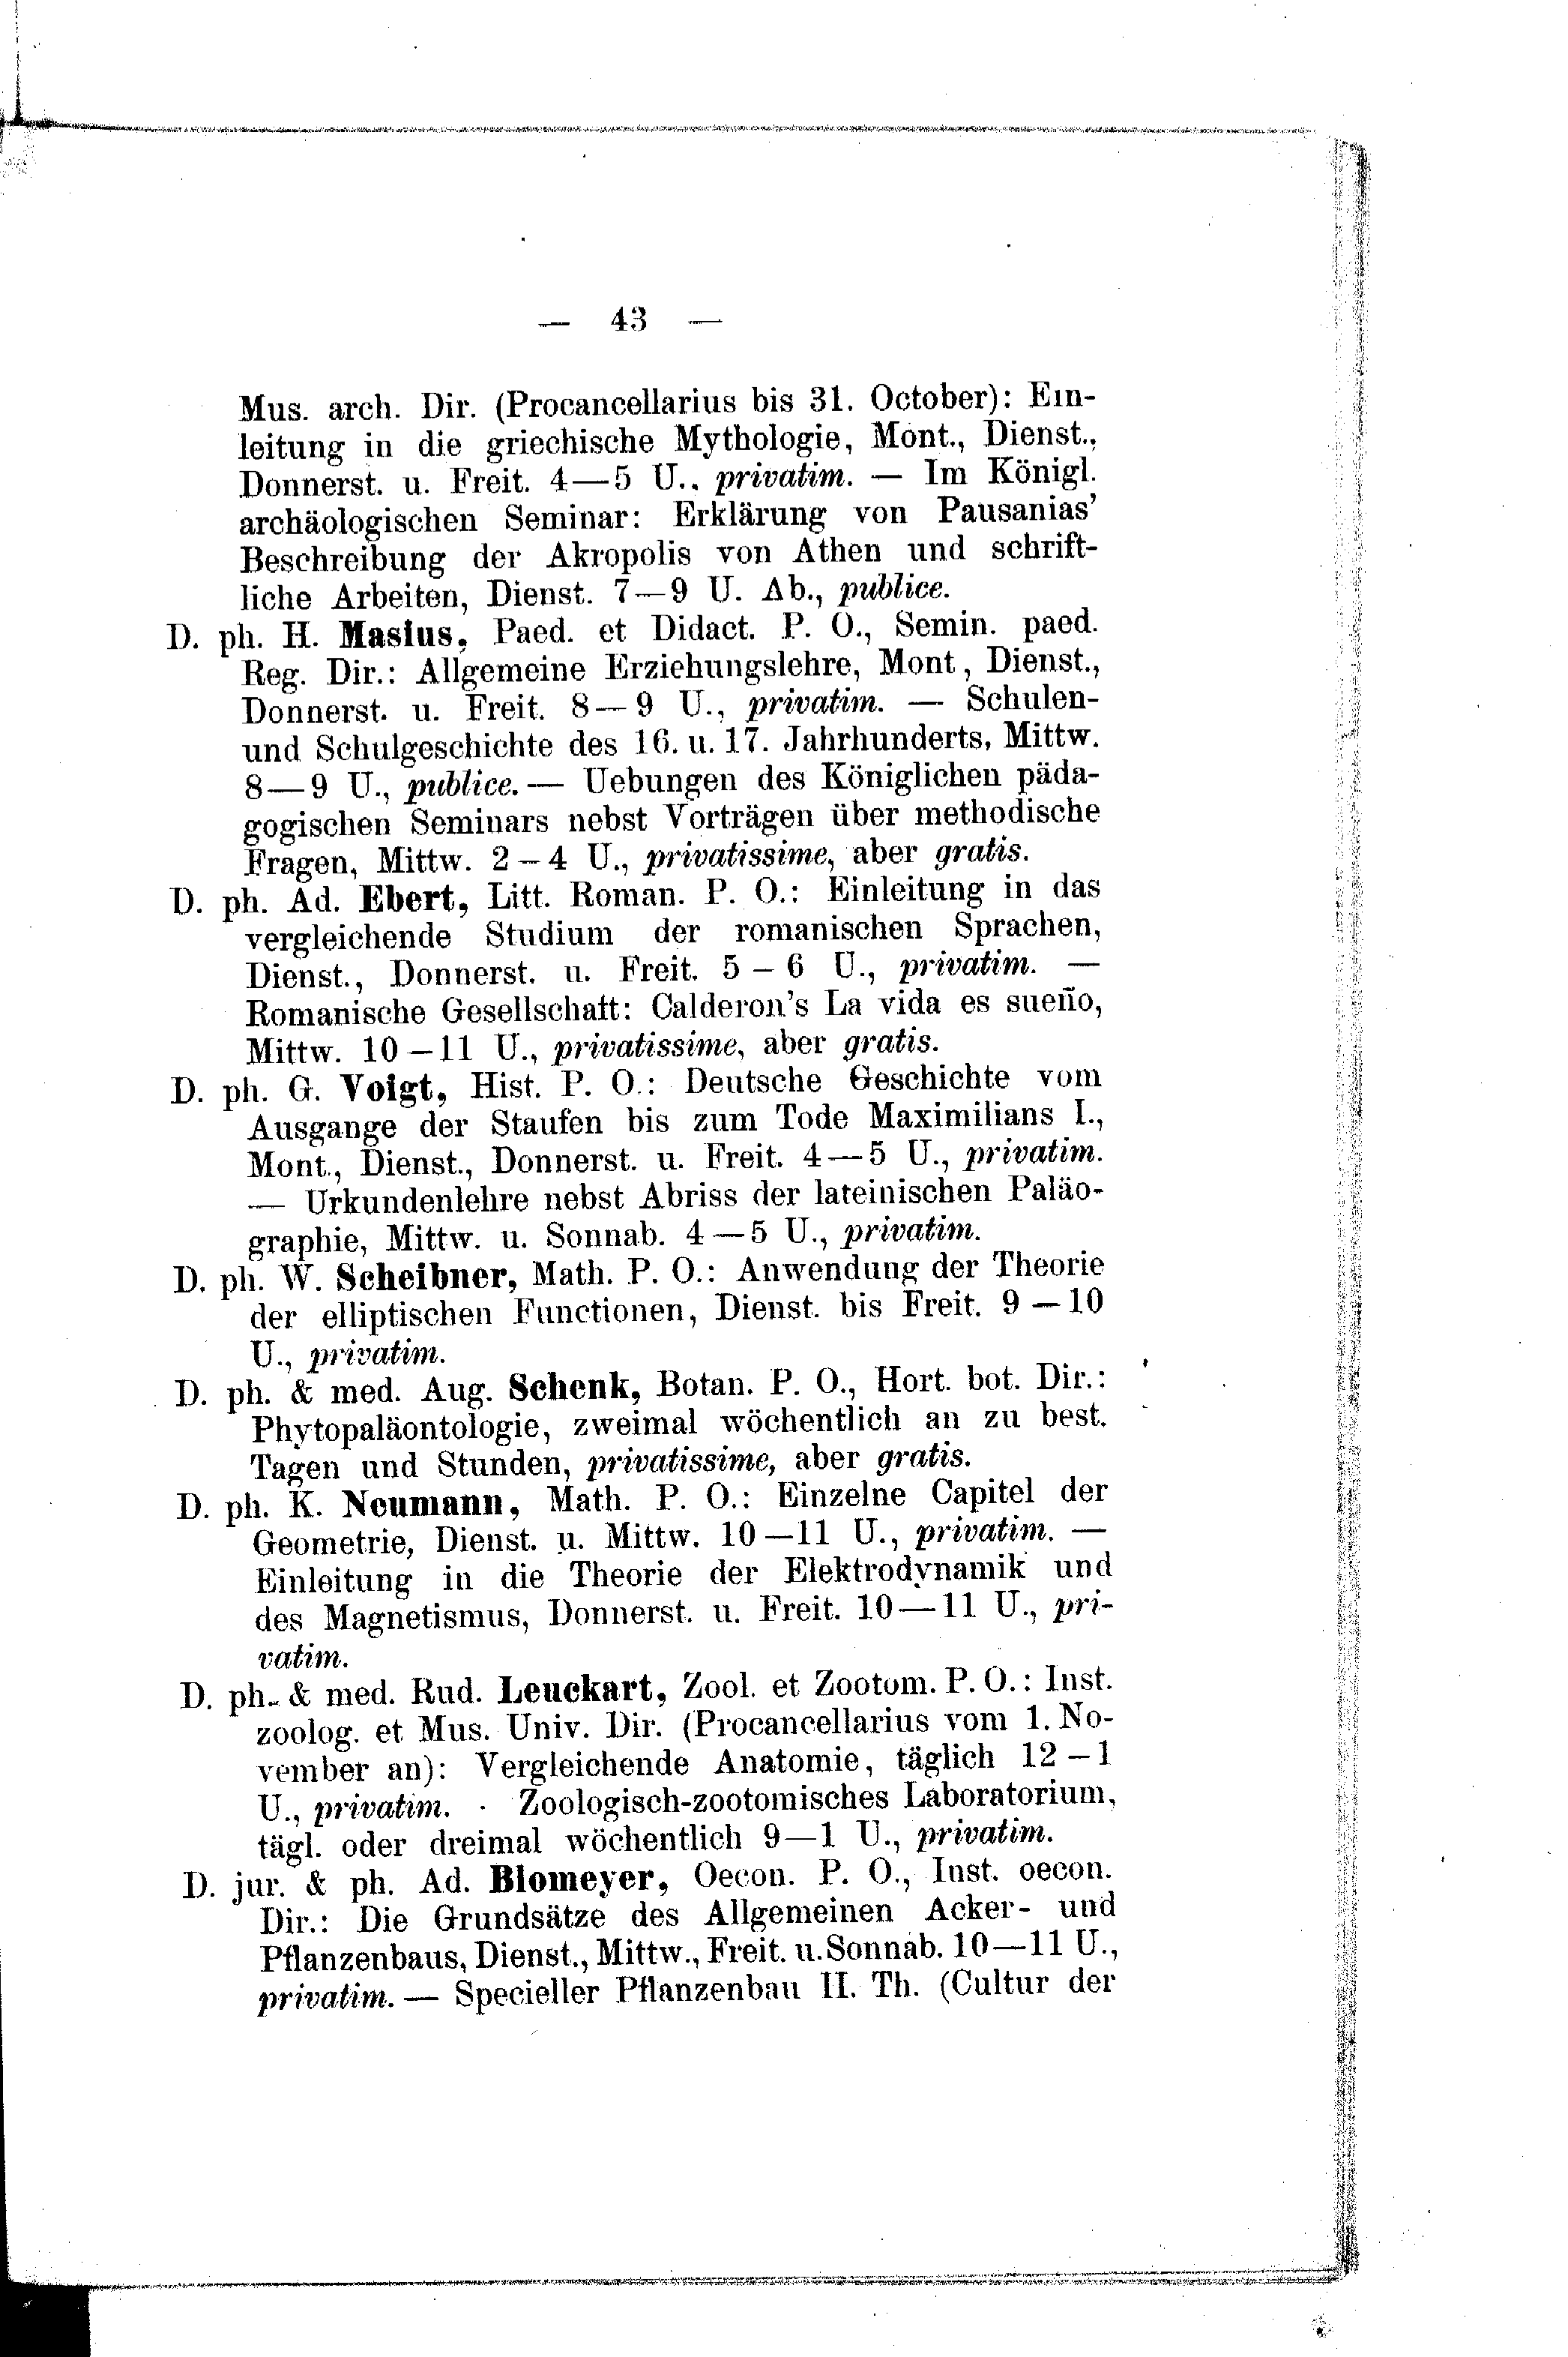 — 43 —
Mus. arch. Dir. (Procancellarius bis 31. October): Ein-
leitung in die griechische Mythologie, Mont., Dienst.,
Donnerst. u. Freit. 4—5 U., privatim. — Im Königl.
archäologischen Seminar: Erklärung von Pausanias'
Beschreibung der Akropolis von Athen und schrift-
liche Arbeiten, Dienst. 7—9 U. Ab., publice.
D. ph. H. Masius, Paed. et Didact. P. O., Semin. paed.
Reg. Dir.: Allgemeine Erziehungslehre, Mont, Dienst.,
Donnerst. u. Freit. 8—9 U., privatim. — Schulen-
und Schulgeschichte des 16. u. 17. Jahrhunderts, Mittw.
8—9 U., publice. — Uebungen des Königlichen päda-
gogischen Seminars nebst Vorträgen über methodische
Fragen, Mittw. 2—4 U., privatissime, aber gratis.
D. ph. Ad. Ebert, Litt. Roman. P. O.: Einleitung in das
vergleichende Studium der romanischen Sprachen,
Dienst., Donnerst. u. Freit. 5—6 U., privatim. —
Romanische Gesellschaft: Calderon's La vida es sueño,
Mittw. 10—11 U., privatissime, aber gratis.
D. ph. G. Voigt, Hist. P. O.: Deutsche Geschichte vom
Ausgange der Staufen bis zum Tode Maximilians I.,
Mont., Dienst., Donnerst. u. Freit. 4—5 U., privatim.
— Urkundenlehre nebst Abriss der lateinischen Paläo-
graphie, Mittw. u. Sonnab. 4—5 U., privatim.
D. ph. W. Scheibner, Math. P. O.: Anwendung der Theorie
der elliptischen Functionen, Dienst. bis Freit. 9—10
U., privatim.
D. ph. & med. Aug. Schenk, Botan. P. O., Hort. bot. Dir.:
Phytopaläontologie, zweimal wöchentlich an zu best.
Tagen und Stunden, privatissime, aber gratis.
D. ph. K. Neumann, Math. P. O.: Einzelne Capitel der
Geometrie, Dienst. u. Mittw. 10—11 U., privatim. —
Einleitung in die Theorie der Elektrodynamik und
des Magnetismus, Donnerst. u. Freit. 10—11 U., pri-
vatim.
D. ph. & med. Rud. Leuckart, Zool. et Zootom. P. O.: Inst.
zoolog. et Mus. Univ. Dir. (Procancellarius vom 1. No-
vember an): Vergleichende Anatomie, täglich 12—1
U., privatim. · Zoologisch-zootomisches Laboratorium,
tägl. oder dreimal wöchentlich 9—1 U., privatim.
D. jur. & ph. Ad. Blomeyer, Oecon. P. O., Inst. oecon.
Dir.: Die Grundsätze des Allgemeinen Acker- und
Pflanzenbaus, Dienst., Mittw., Freit. u. Sonnab. 10—11 U.,
privatim. — Specieller Pflanzenbau II. Th. (Cultur der